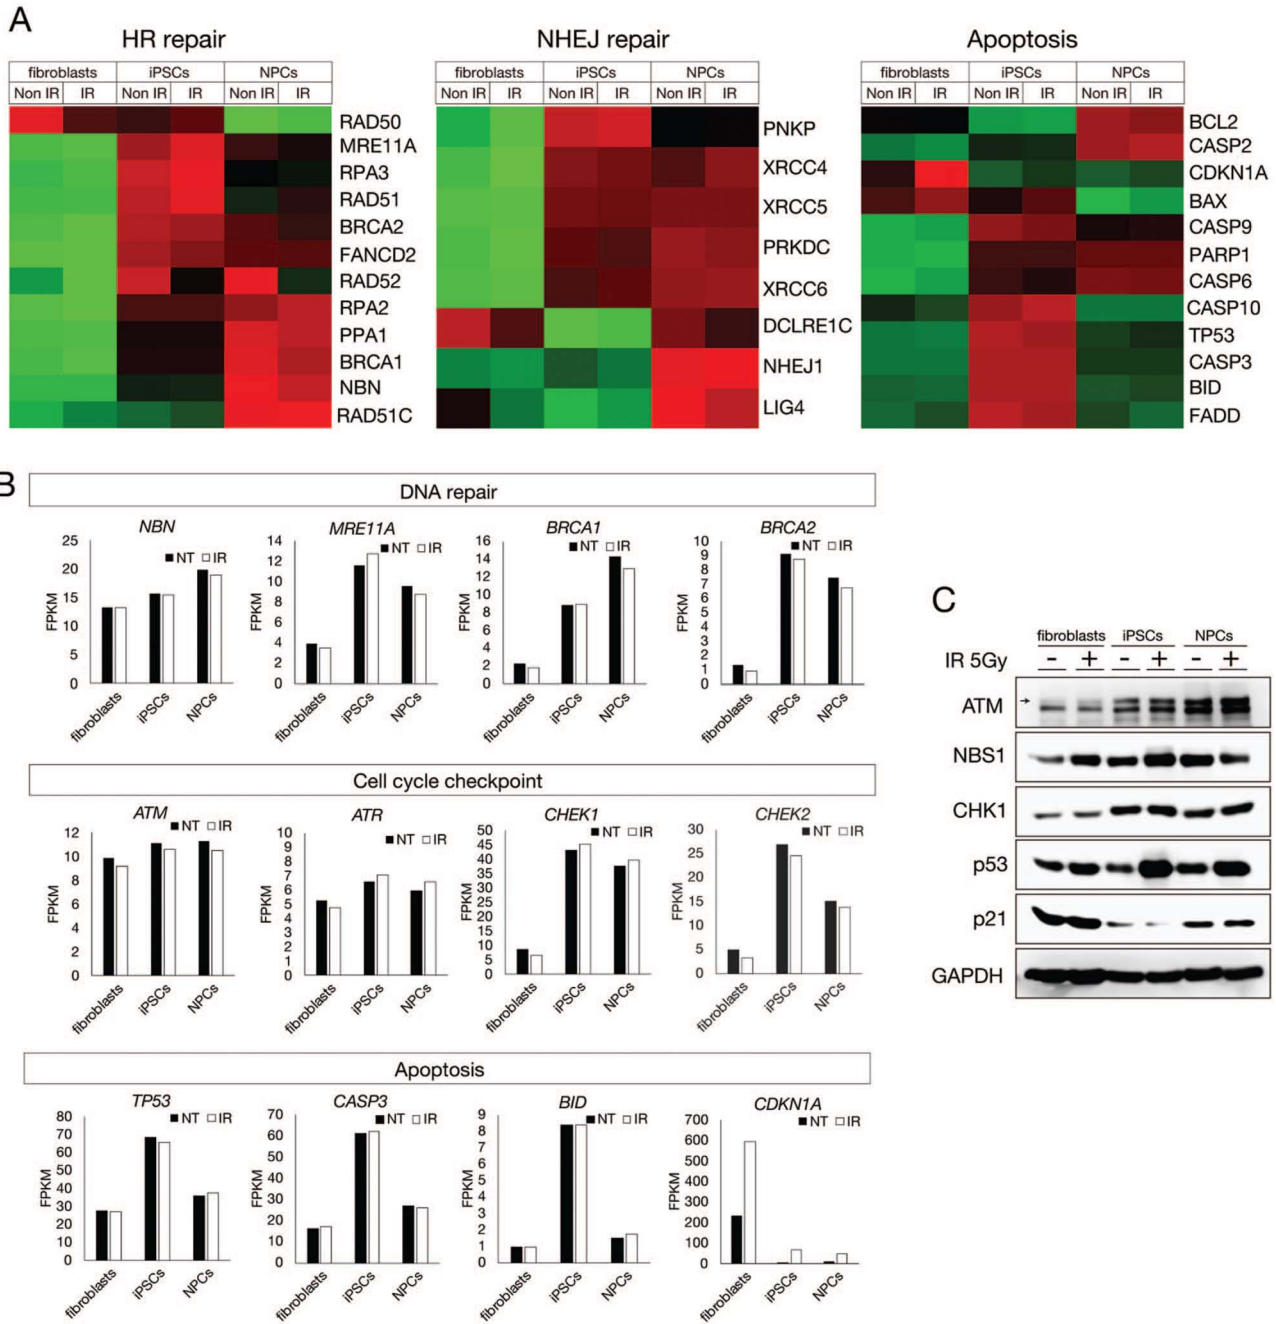 A
HR repair
fibroblasts iPSCs NPCs
Non IR IR Non IR IR Non IR IR
RAD50
MRE11A
RPA3
RAD51
BRCA2
FANCD2
RAD52
RPA2
PPA1
BRCA1
NBN
RAD51C
NHEJ repair
fibroblasts iPSCs NPCs
Non IR IR Non IR IR Non IR IR
PNKP
XRCC4
XRCC5
PRKDC
XRCC6
DCLRE1C
NHEJ1
LIG4
Apoptosis
fibroblasts iPSCs NPCs
Non IR IR Non IR IR Non IR IR
BCL2
CASP2
CDKN1A
BAX
CASP9
PARP1
CASP6
CASP10
TP53
CASP3
BID
FADD
B
DNA repair
NBN
NT IR
FPKM
25
20
15
10
5
0
fibroblasts iPSCs NPCs
MRE11A
NT IR
FPKM
14
12
10
8
6
4
2
0
fibroblasts iPSCs NPCs
BRCA1
NT IR
FPKM
16
14
12
10
8
6
4
2
0
fibroblasts iPSCs NPCs
BRCA2
NT IR
FPKM
10
9
8
7
6
5
4
3
2
1
0
fibroblasts iPSCs NPCs
Cell cycle checkpoint
ATM
NT IR
FPKM
12
10
8
6
4
2
0
fibroblasts iPSCs NPCs
ATR
NT IR
FPKM
10
9
8
7
6
5
4
3
2
1
0
fibroblasts iPSCs NPCs
CHEK1
NT IR
FPKM
50
45
40
35
30
25
20
15
10
5
0
fibroblasts iPSCs NPCs
CHEK2
NT IR
FPKM
30
25
20
15
10
5
0
fibroblasts iPSCs NPCs
Apoptosis
TP53
NT IR
FPKM
80
70
60
50
40
30
20
10
0
fibroblasts iPSCs NPCs
CASP3
NT IR
FPKM
70
60
50
40
30
20
10
0
fibroblasts iPSCs NPCs
BID
NT IR
FPKM
9
8
7
6
5
4
3
2
1
0
fibroblasts iPSCs NPCs
CDKN1A
NT IR
FPKM
700
600
500
400
300
200
100
0
fibroblasts iPSCs NPCs
C
fibroblasts iPSCs NPCs
IR 5Gy - + - + - +
ATM
NBS1
CHK1
p53
p21
GAPDH